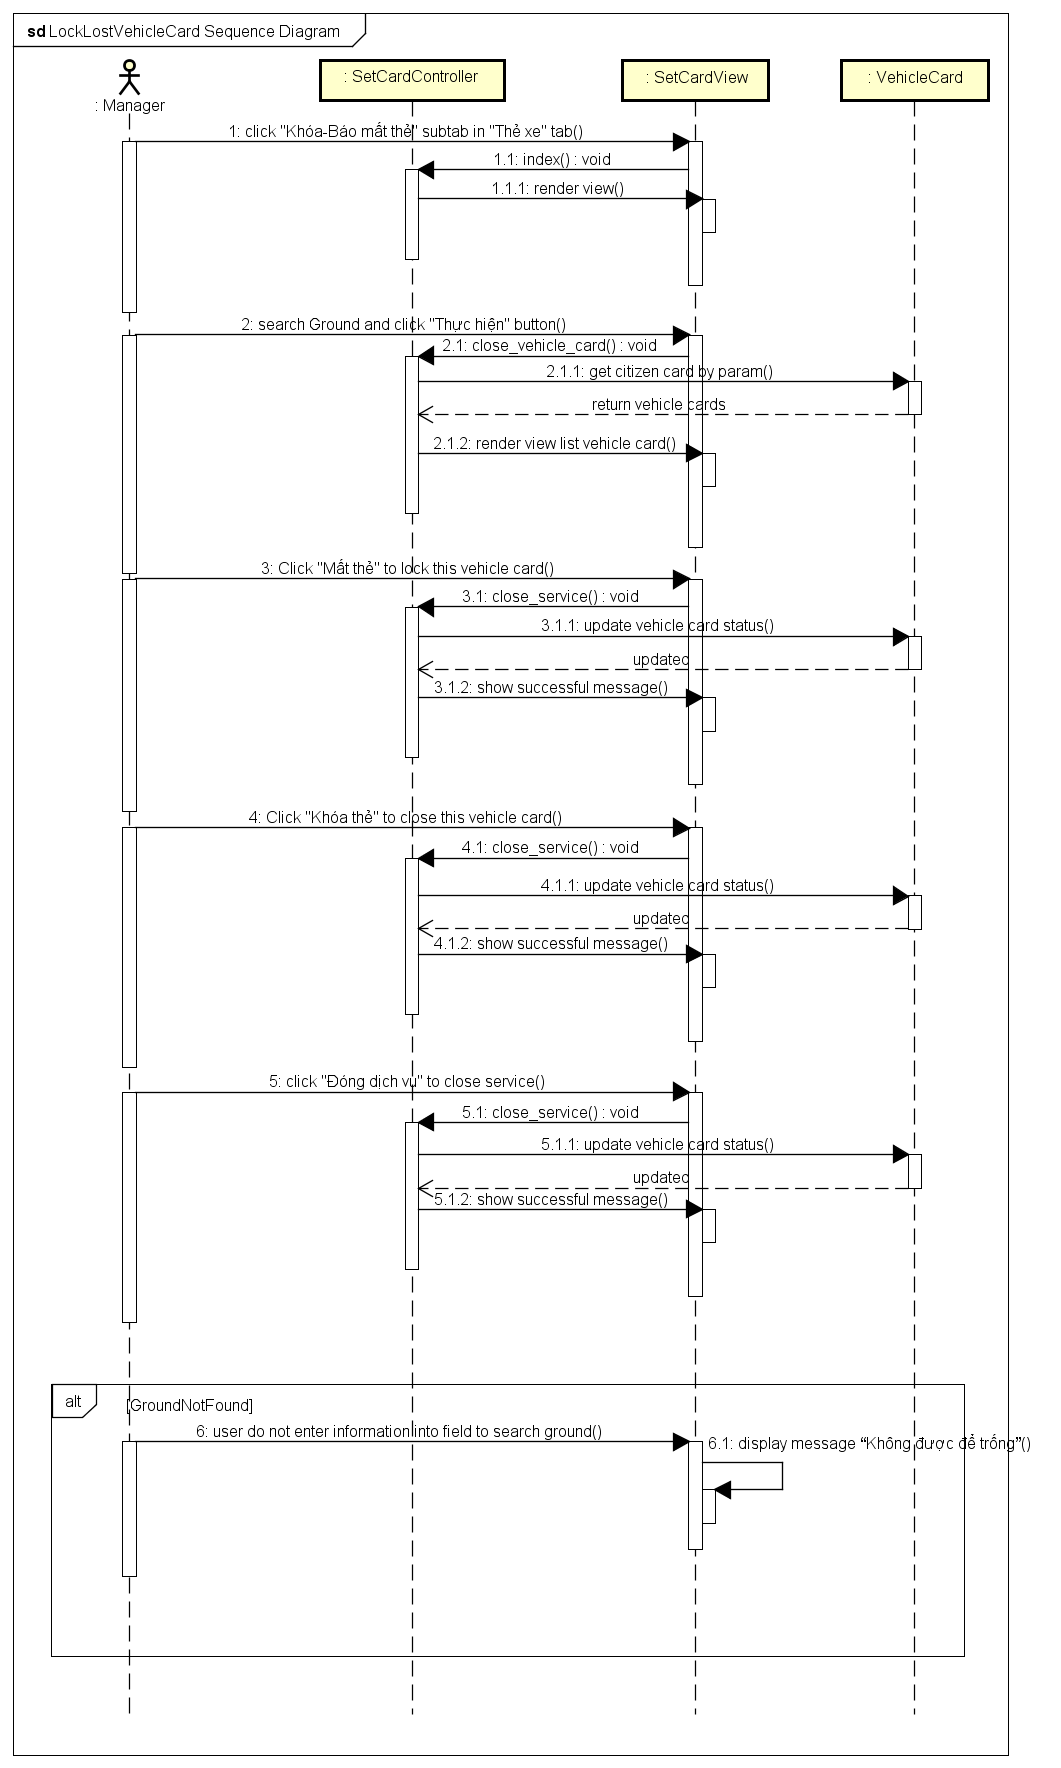 sd LockLostVehicleCard Sequence Diagram
: Manager
: SetCardController
: SetCardView
: VehicleCard
1: click "Khóa-Báo mất thẻ" subtab in "Thẻ xe" tab()
1.1: index() : void
1.1.1: render view()
2: search Ground and click "Thực hiện" button()
2.1: close_vehicle_card() : void
2.1.1: get citizen card by param()
return vehicle cards
2.1.2: render view list vehicle card()
3: Click "Mất thẻ" to lock this vehicle card()
3.1: close_service() : void
3.1.1: update vehicle card status()
updated
3.1.2: show successful message()
4: Click "Khóa thẻ" to close this vehicle card()
4.1: close_service() : void
4.1.1: update vehicle card status()
updated
4.1.2: show successful message()
5: click "Đóng dịch vụ" to close service()
5.1: close_service() : void
5.1.1: update vehicle card status()
updated
5.1.2: show successful message()
alt
[GroundNotFound]
6: user do not enter information into field to search ground()
6.1: display message “Không được để trống”()